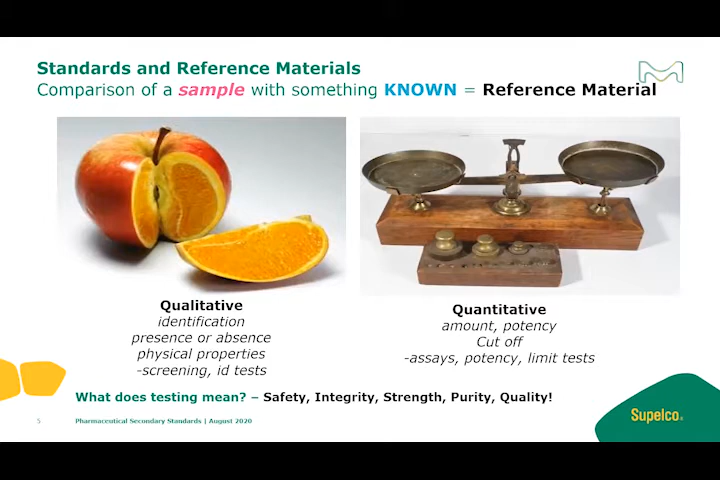 Standards and Reference Materials
Comparison of a sample with something KNOWN = Reference Material
Qualitative
identification
presence or absence
physical properties
-screening, id tests
Quantitative
amount, potency
Cut off
-assays, potency, limit tests
What does testing mean? – Safety, Integrity, Strength, Purity, Quality!
5 Pharmaceutical Secondary Standards | August 2020
Supelco®